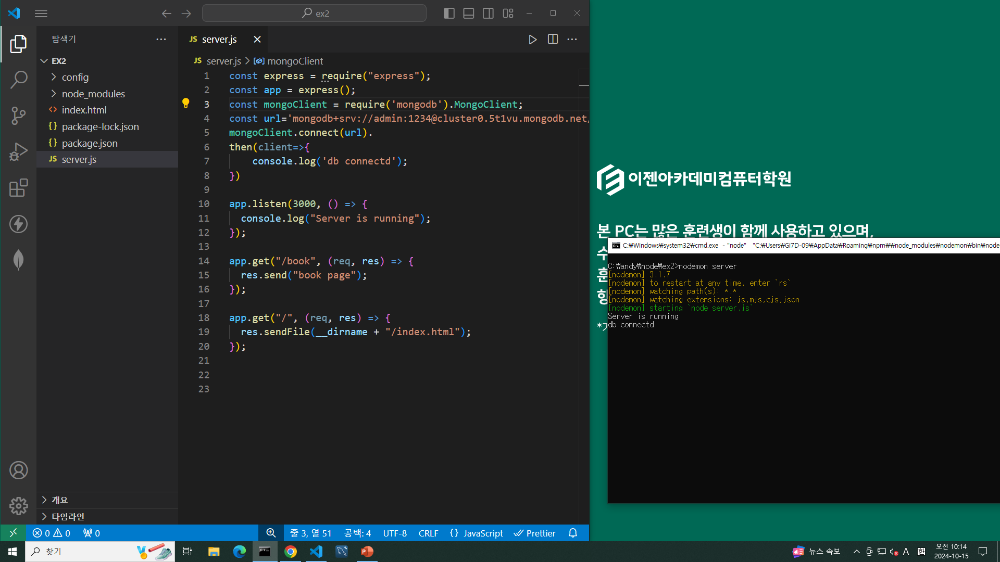 ex2
탐색기
EX2
config
node_modules
index.html
package-lock.json
package.json
server.js
개요
타임라인
server.js
server.js > mongoClient
1 const express = require("express");
2 const app = express();
3 const mongoClient = require('mongodb').MongoClient;
4 const url='mongodb+srv://admin:1234@cluster0.5t1vu.mongodb.net/
5 mongoClient.connect(url).
6 then(client=>{
7 console.log('db connectd');
8 })
9
10 app.listen(3000, () => {
11 console.log("Server is running");
12 });
13
14 app.get("/book", (req, res) => {
15 res.send("book page");
16 });
17
18 app.get("/", (req, res) => {
19 res.sendFile(__dirname + "/index.html");
20 });
21
22
23
0 0 0
줄 3, 열 51 공백: 4 UTF-8 CRLF {} JavaScript Prettier
이젠아카데미컴퓨터학원
본 PC는 많은 훈련생이 함께 사용하고 있으며,
수
훈
항
C:\Windows\system32\cmd.exe - "node" "C:\Users\Gi7D-09\AppData\Roaming\npm\\node_modules\nodemon\bin\node
C:\andy\node\ex2>nodemon server
[nodemon] 3.1.7
[nodemon] to restart at any time, enter `rs`
[nodemon] watching path(s): *.*
[nodemon] watching extensions: js,mjs,cjs,json
[nodemon] starting `node server.js`
Server is running
db connectd
찾기
뉴스 속보
A 한
오전 10:14
2024-10-15